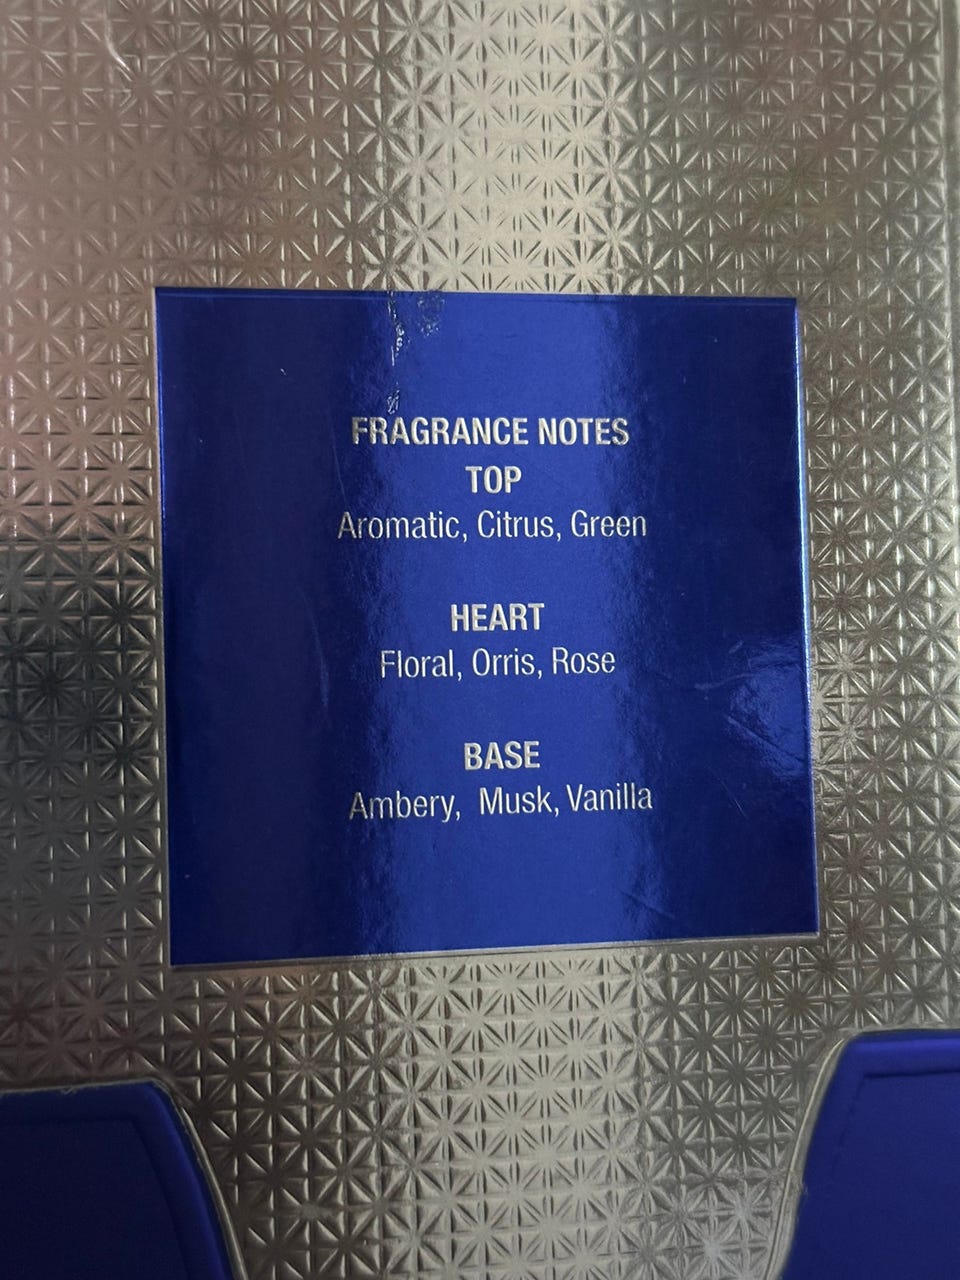 FRAGRANCE NOTES
TOP
Aromatic, Citrus, Green
HEART
Floral, Orris, Rose
BASE
Ambery, Musk, Vanilla